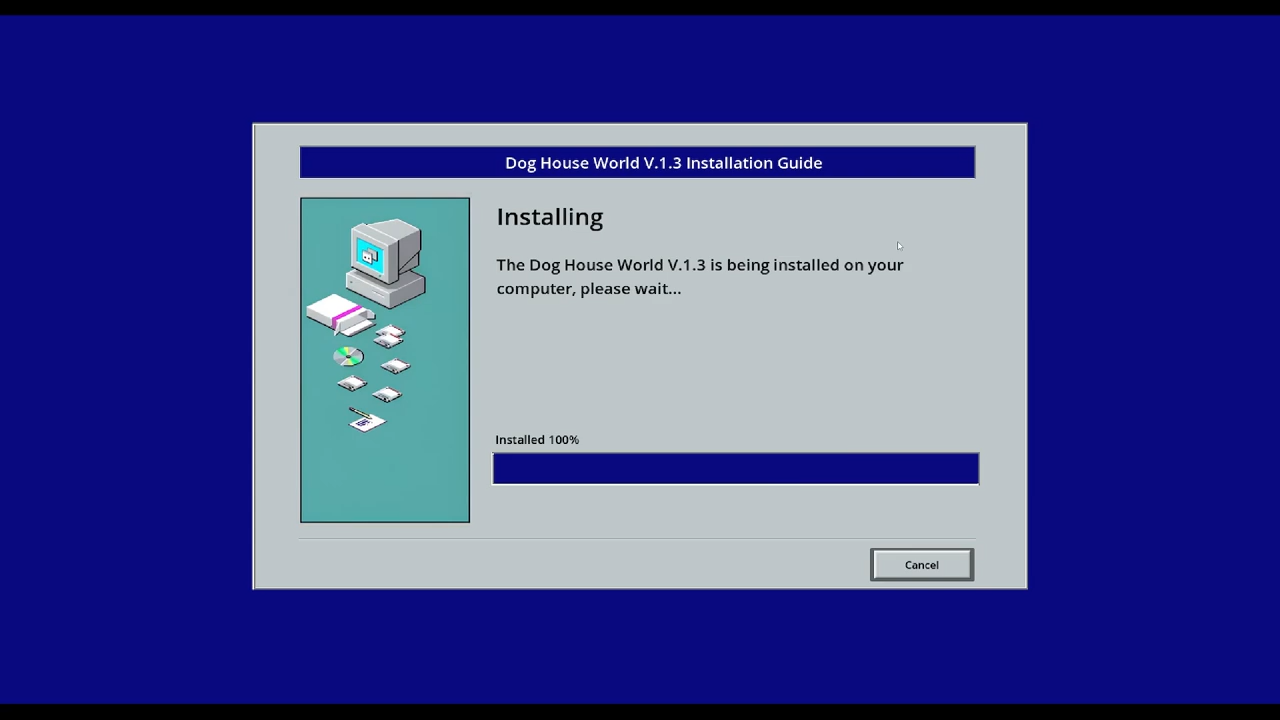 Dog House World V.1.3 Installation Guide
Installing
The Dog House World V.1.3 is being installed on your
computer, please wait...
Installed 100%
Cancel